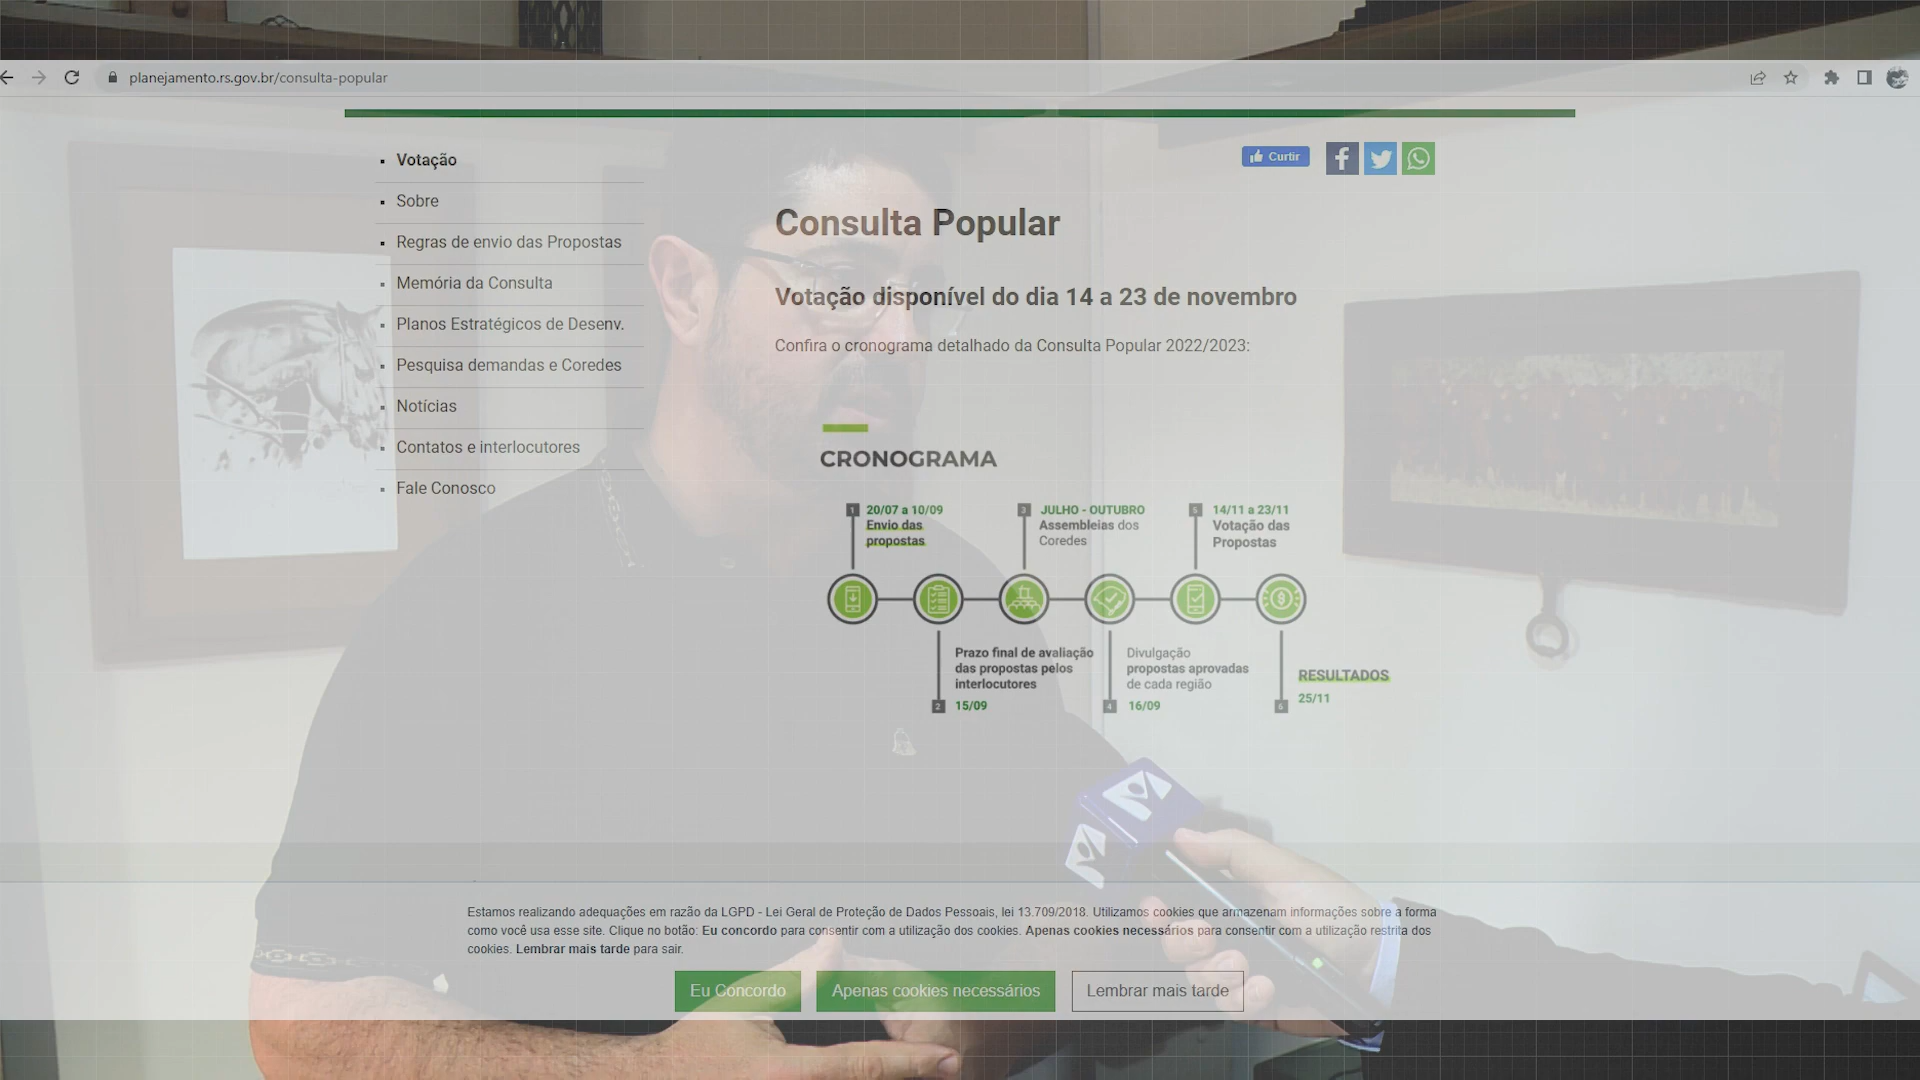 planejamento.rs.gov.br/consulta-popular
Votação
Sobre
Regras de envio das Propostas
Memória da Consulta
Planos Estratégicos de Desenv.
Pesquisa demandas e Coredes
Notícias
Contatos e interlocutores
Fale Conosco
Curtir
Consulta Popular
Votação disponível do dia 14 a 23 de novembro
Confira o cronograma detalhado da Consulta Popular 2022/2023:
CRONOGRAMA
1 20/07 a 10/09
Envio das
propostas
2 15/09
Prazo final de avaliação
das propostas pelos
interlocutores
3 JULHO - OUTUBRO
Assembleias dos
Coredes
4 16/09
Divulgação
propostas aprovadas
de cada região
5 14/11 a 23/11
Votação das
Propostas
6 25/11
RESULTADOS
Estamos realizando adequações em razão da LGPD - Lei Geral de Proteção de Dados Pessoais, lei 13.709/2018. Utilizamos cookies que armazenam informações sobre a forma
como você usa esse site. Clique no botão: Eu concordo para consentir com a utilização dos cookies. Apenas cookies necessários para consentir com a utilização restrita dos
cookies. Lembrar mais tarde para sair.
Eu Concordo
Apenas cookies necessários
Lembrar mais tarde